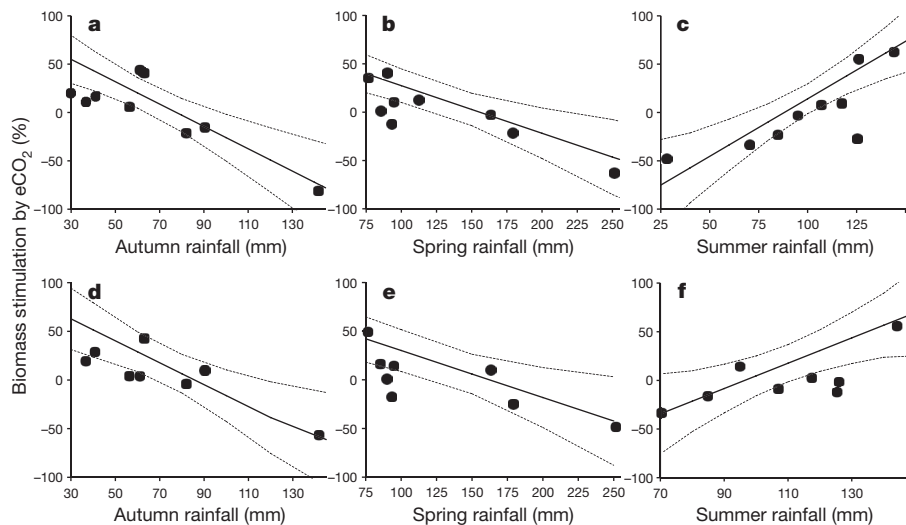 Biomass stimulation by eCO₂ (%)
a
100
50
0
−50
−100
30 50 70 90 110 130
Autumn rainfall (mm)
b
100
50
0
−50
−100
75 100 125 150 175 200 225 250
Spring rainfall (mm)
c
100
50
0
−50
−100
25 50 75 100 125
Summer rainfall (mm)
d
100
50
0
−50
−100
30 50 70 90 110 130
Autumn rainfall (mm)
e
100
50
0
−50
−100
75 100 125 150 175 200 225 250
Spring rainfall (mm)
f
100
50
0
−50
−100
70 90 110 130
Summer rainfall (mm)